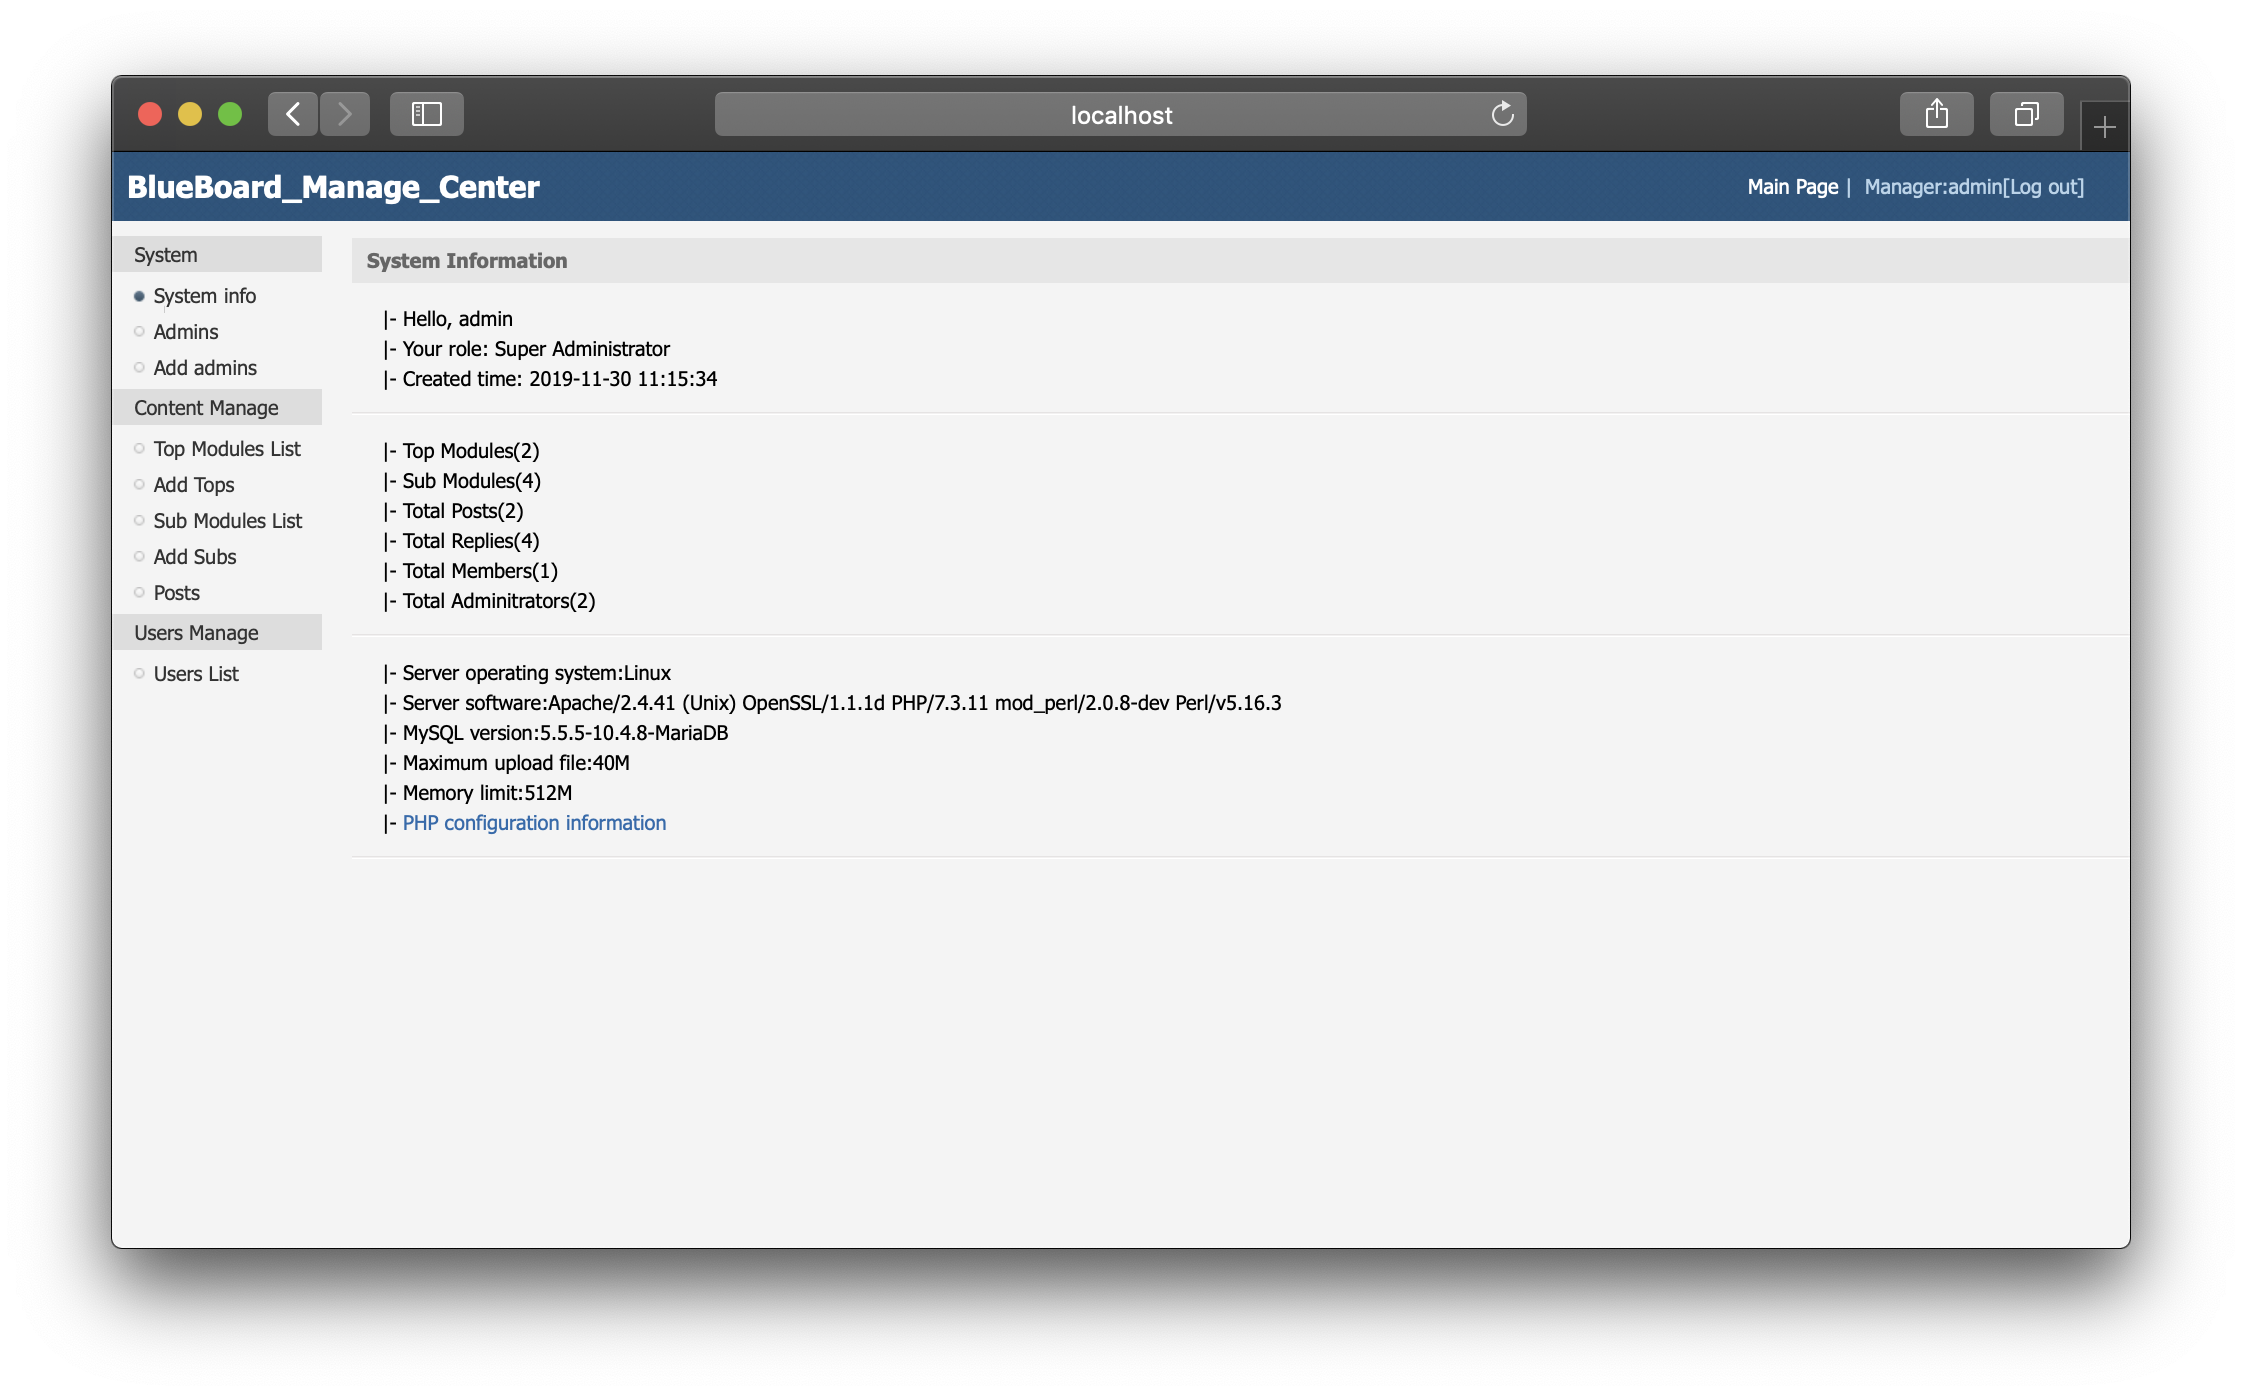 localhost
BlueBoard_Manage_Center
Main Page | Manager:admin[Log out]
System
System info
Admins
Add admins
Content Manage
Top Modules List
Add Tops
Sub Modules List
Add Subs
Posts
Users Manage
Users List
System Information
|- Hello, admin
|- Your role: Super Administrator
|- Created time: 2019-11-30 11:15:34
|- Top Modules(2)
|- Sub Modules(4)
|- Total Posts(2)
|- Total Replies(4)
|- Total Members(1)
|- Total Adminitrators(2)
|- Server operating system:Linux
|- Server software:Apache/2.4.41 (Unix) OpenSSL/1.1.1d PHP/7.3.11 mod_perl/2.0.8-dev Perl/v5.16.3
|- MySQL version:5.5.5-10.4.8-MariaDB
|- Maximum upload file:40M
|- Memory limit:512M
|- PHP configuration information